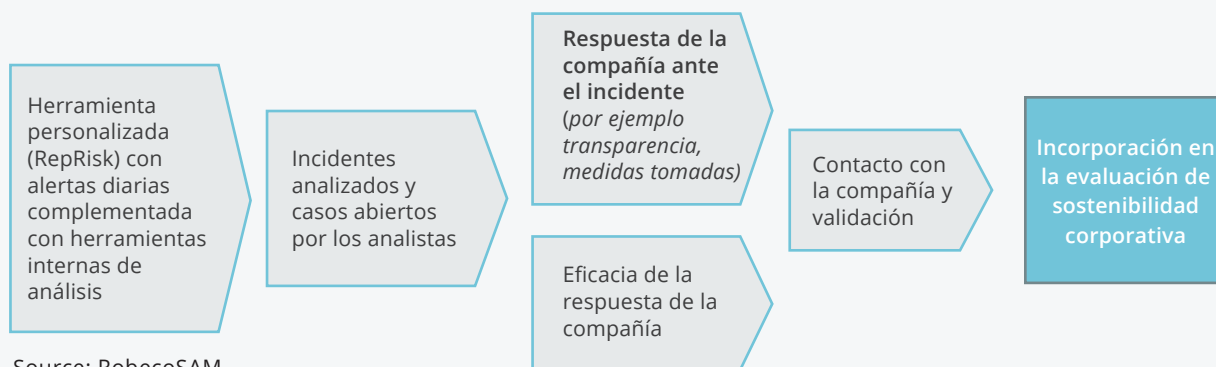 Herramienta
personalizada
(RepRisk) con
alertas diarias
complementada
con herramientas
internas de
análisis
Incidentes
analizados y
casos abiertos
por los analistas
Respuesta de la
compañía ante
el incidente
(por ejemplo
transparencia,
medidas tomadas)
Eficacia de la
respuesta de la
compañía
Contacto con
la compañía y
validación
Incorporación en
la evaluación de
sostenibilidad
corporativa
Source: RobecoSAM